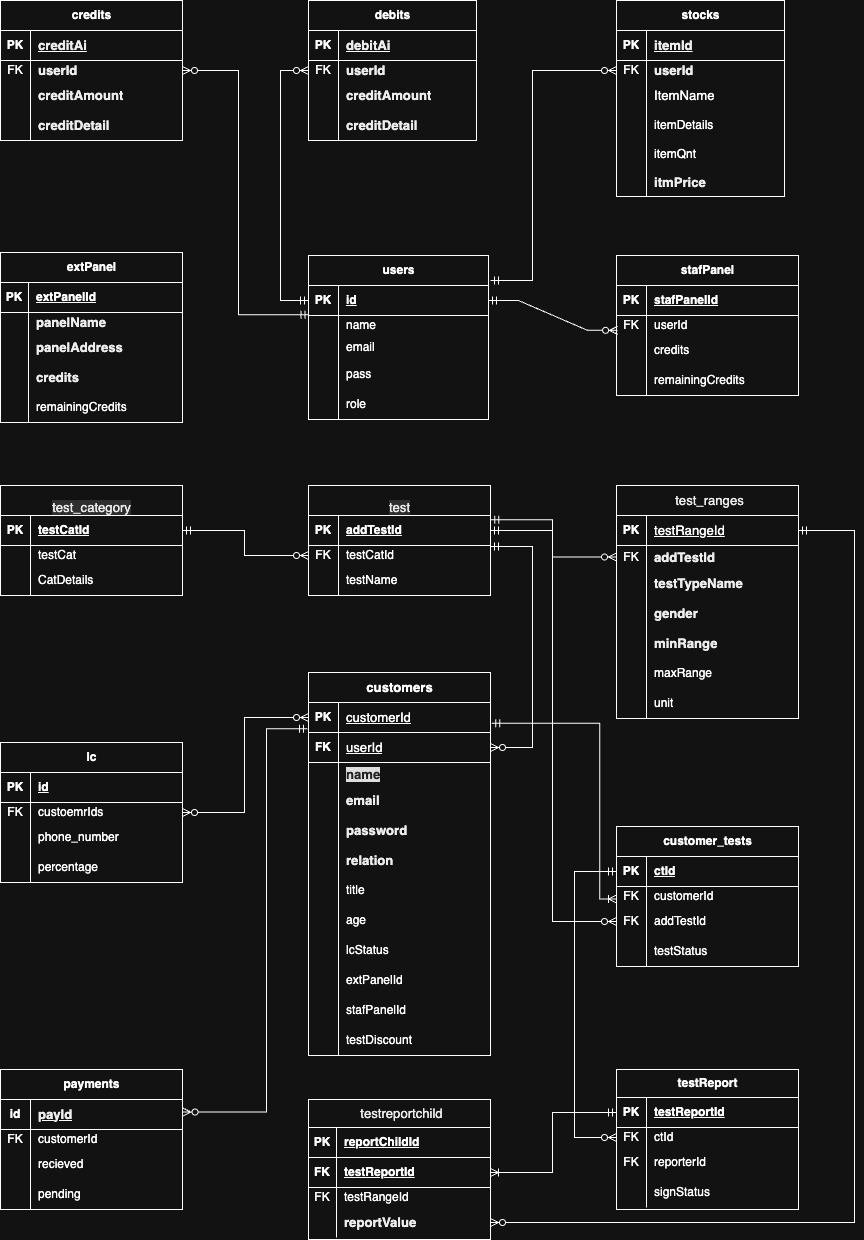 credits
PK creditAi
FK userId
creditAmount
creditDetail
debits
PK debitAi
FK userId
creditAmount
creditDetail
stocks
PK itemId
FK userId
ItemName
itemDetails
itemQnt
itmPrice
extPanel
PK extPanelId
panelName
panelAddress
credits
remainingCredits
users
PK id
name
email
pass
role
stafPanel
PK stafPanelId
FK userId
credits
remainingCredits
test_category
PK testCatId
testCat
CatDetails
test
PK addTestId
FK testCatId
testName
test_ranges
PK testRangeId
FK addTestId
testTypeName
gender
minRange
maxRange
unit
lc
PK id
FK custoemrIds
phone_number
percentage
customers
PK customerId
FK userId
name
email
password
relation
title
age
lcStatus
extPanelId
stafPanelId
testDiscount
customer_tests
PK ctId
FK customerId
FK addTestId
testStatus
payments
id payId
FK customerId
recieved
pending
testreportchild
PK reportChildId
FK testReportId
FK testRangeId
reportValue
testReport
PK testReportId
FK ctId
FK reporterId
signStatus